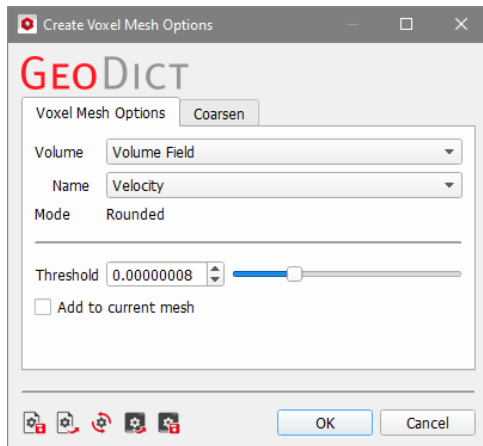 Create Voxel Mesh Options
GEODICT
Voxel Mesh Options Coarsen
Volume Volume Field
Name Velocity
Mode Rounded
Threshold 0.00000008
Add to current mesh
OK Cancel